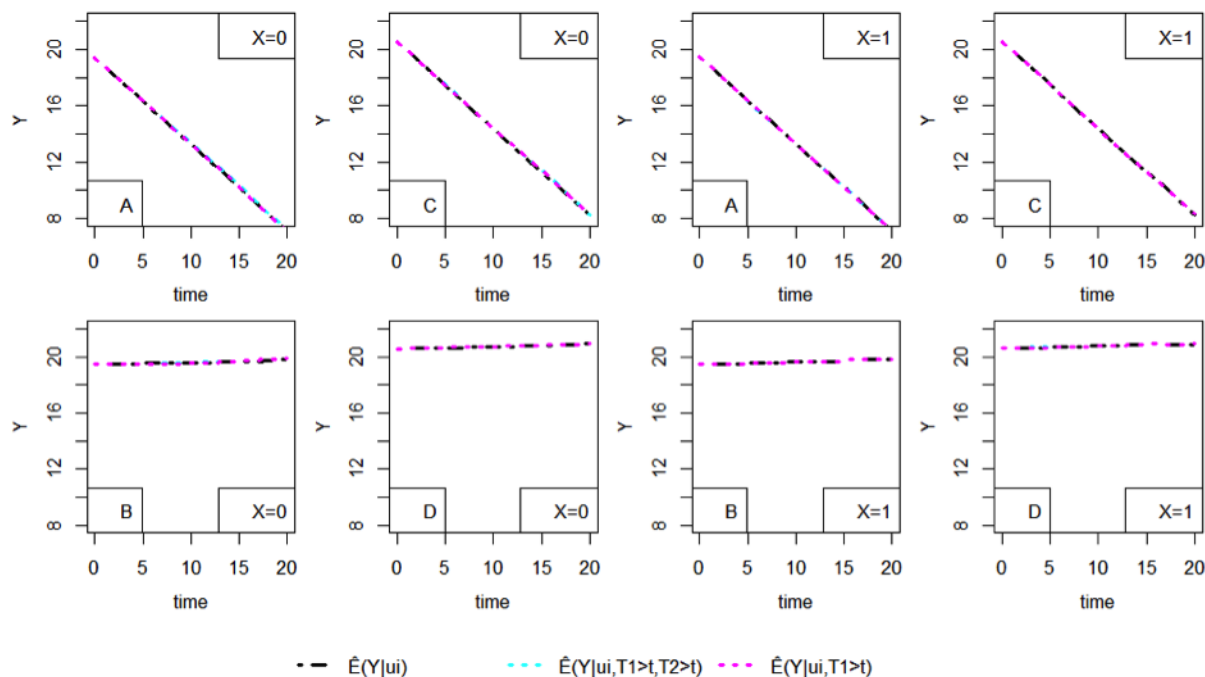 X=0 X=0 X=1 X=1
20 20 20 20
Y 16 Y 16 Y 16 Y 16
12 12 12 12
8 A 8 C 8 A 8 C
0 5 10 15 20 0 5 10 15 20 0 5 10 15 20 0 5 10 15 20
time time time time
20 20 20 20
Y 16 Y 16 Y 16 Y 16
12 12 12 12
8 B X=0 8 D X=0 8 B X=1 8 D X=1
0 5 10 15 20 0 5 10 15 20 0 5 10 15 20 0 5 10 15 20
time time time time
Ê(Y|ui) Ê(Y|ui,T1>t,T2>t) Ê(Y|ui,T1>t)